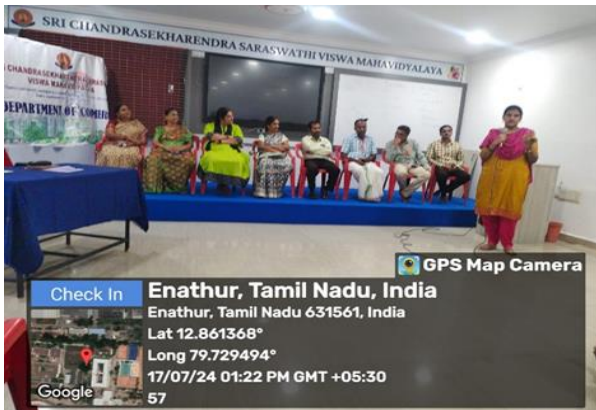 SRI CHANDRASEKHARENDRA SARASWATHI VISWA MAHAVIDYALAYA
DEPARTMENT OF
GPS Map Camera
Check In
Enathur, Tamil Nadu, India
Enathur, Tamil Nadu 631561, India
Lat 12.861368°
Long 79.729494°
17/07/24 01:22 PM GMT +05:30
57
Google